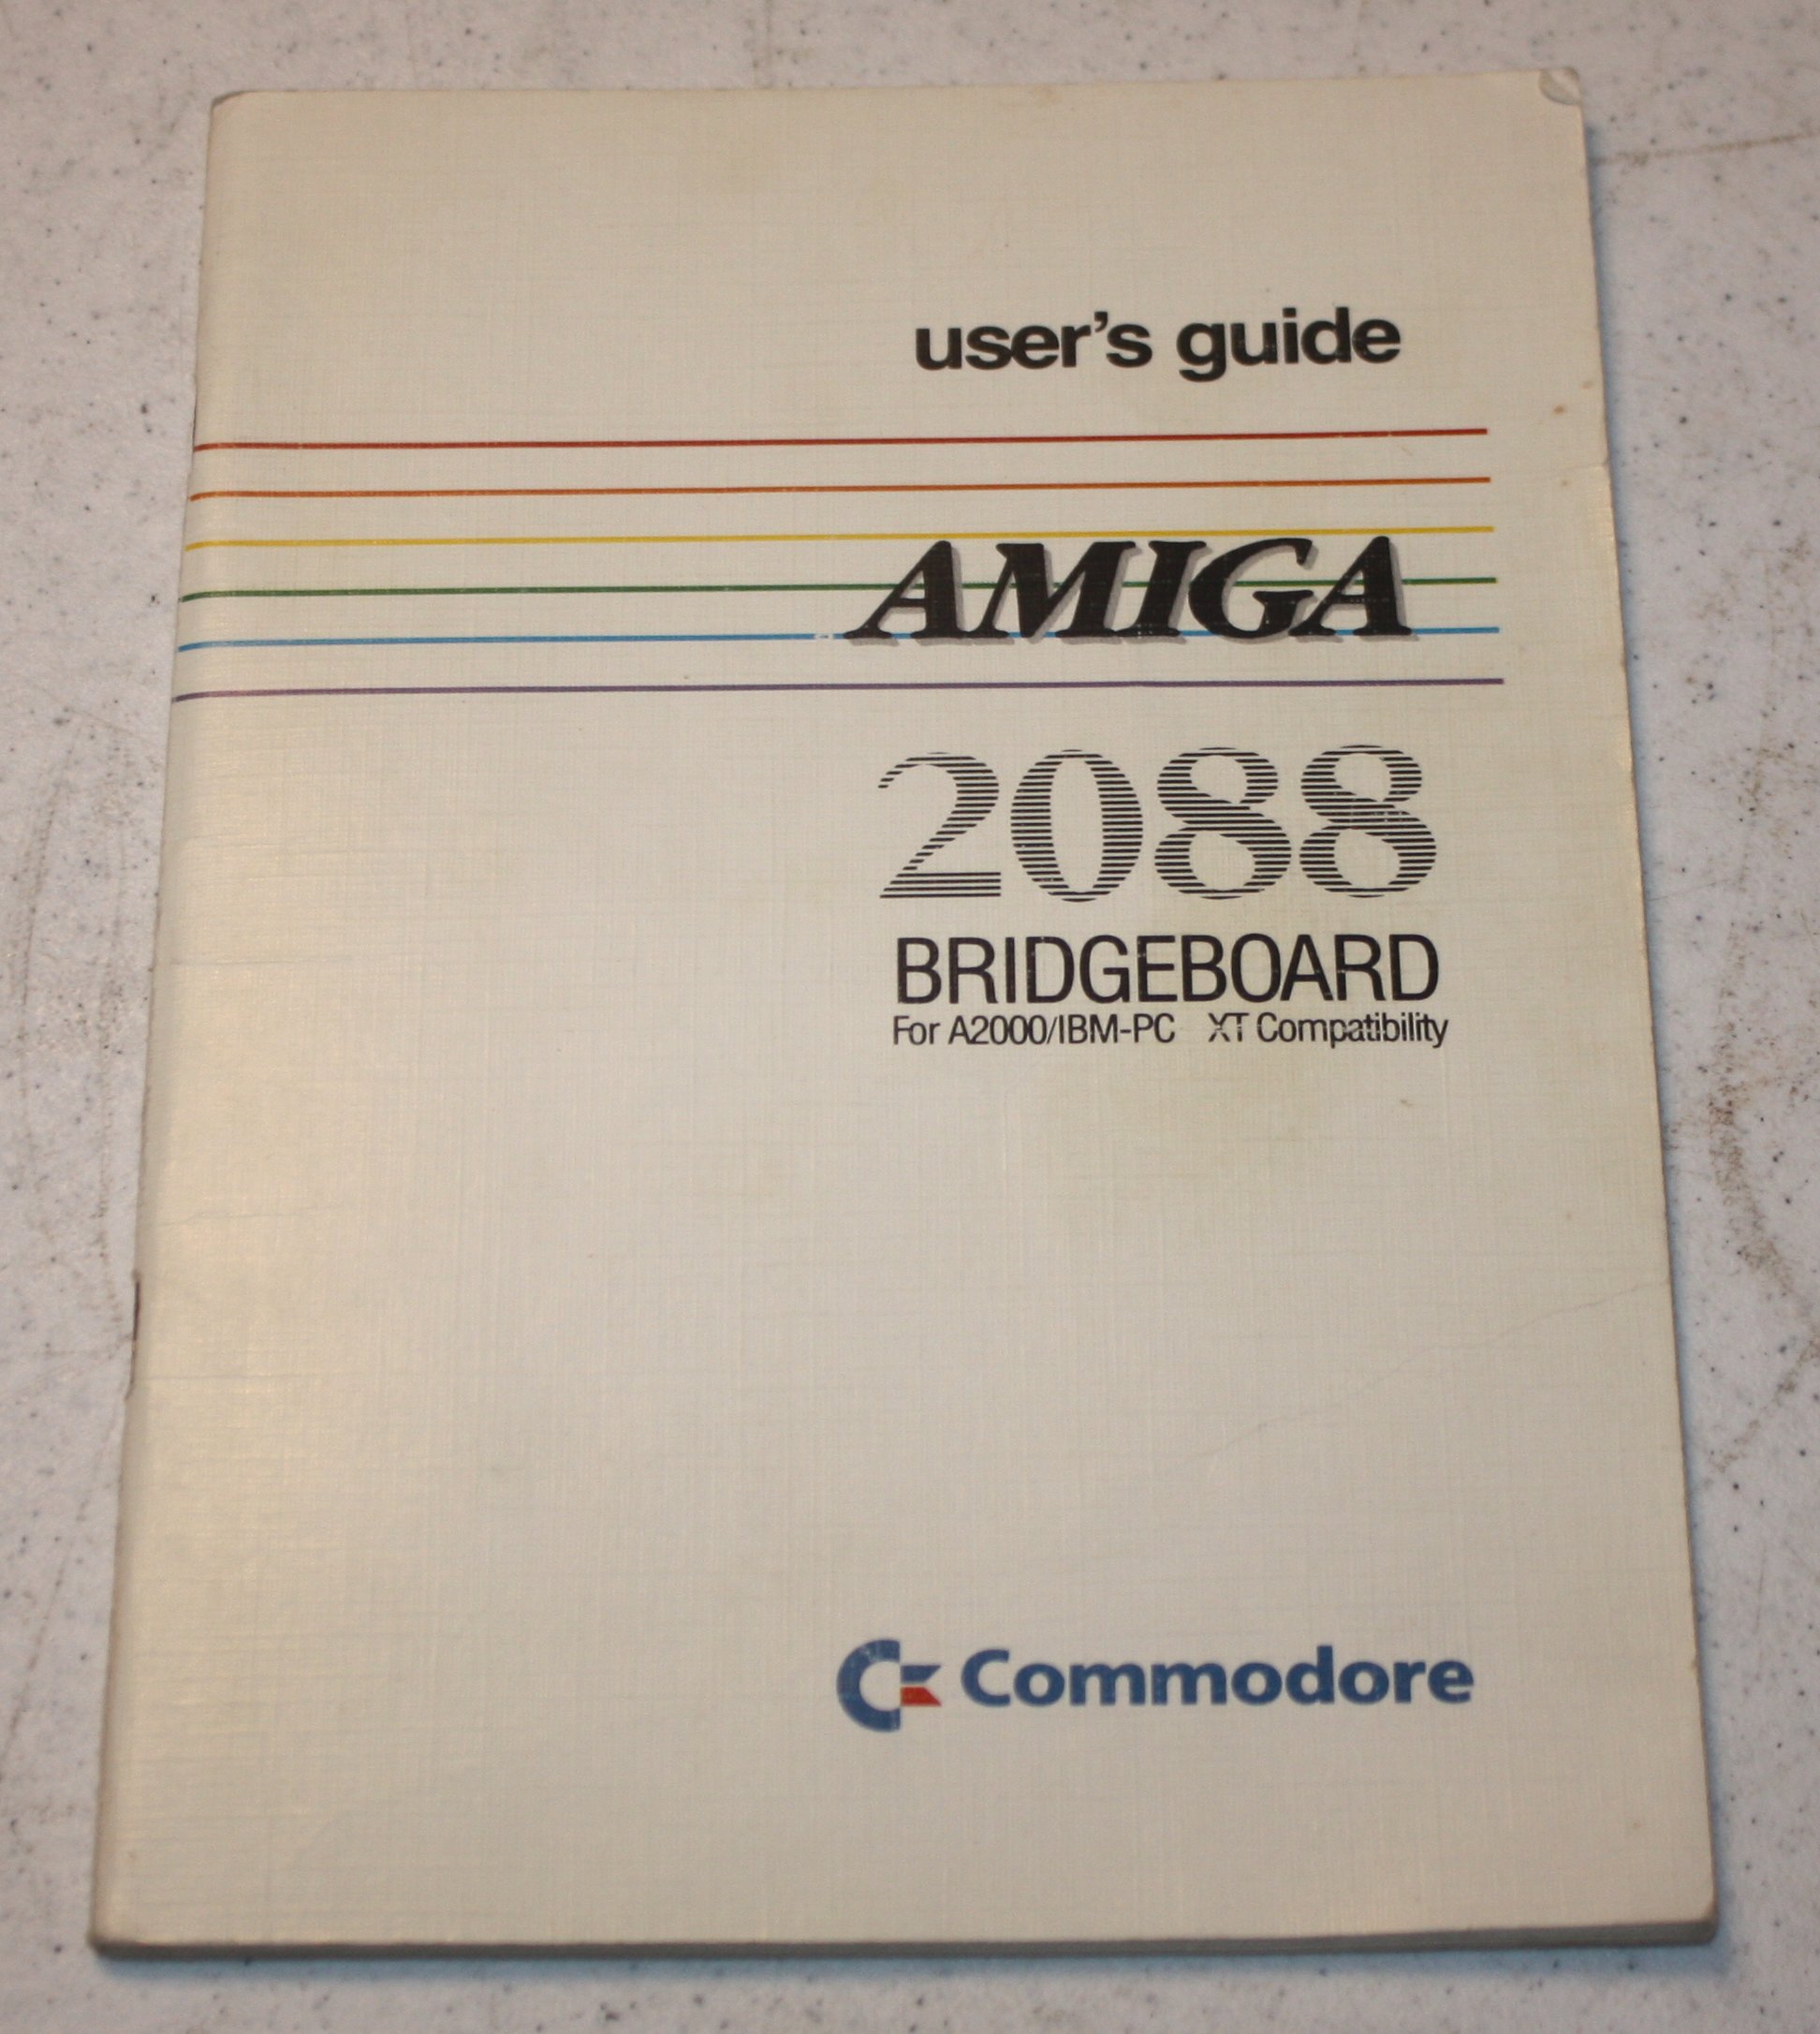 user's guide
AMIGA
2088
BRIDGEBOARD
For A2000/IBM-PC XT Compatibility
Commodore